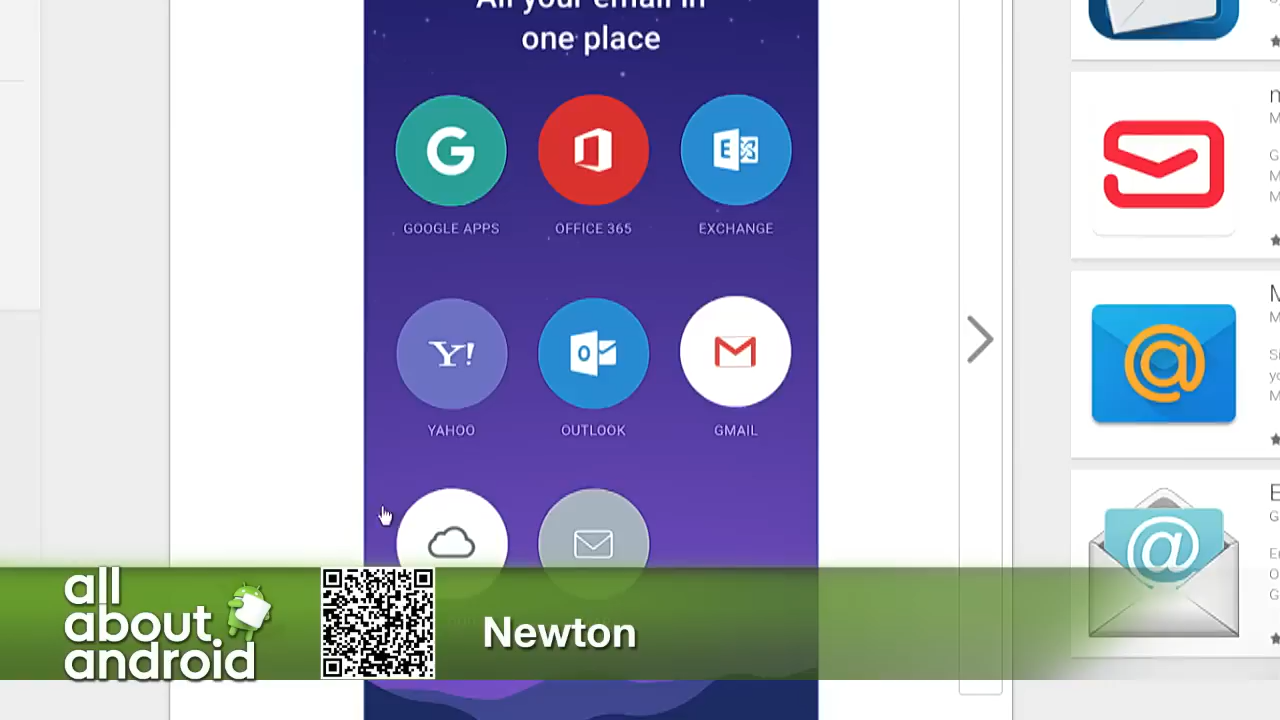 All your email in
one place
GOOGLE APPS
OFFICE 365
EXCHANGE
YAHOO
OUTLOOK
GMAIL
all
about
android
Newton